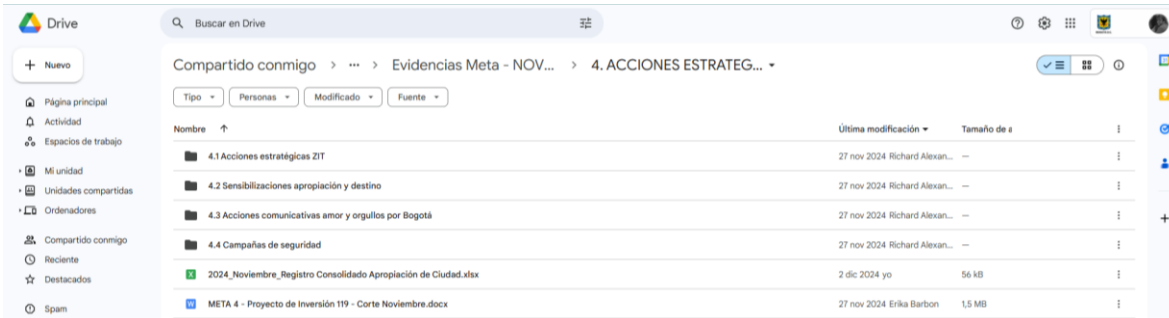 Drive
Buscar en Drive
Nuevo
Compartido conmigo > ... > Evidencias Meta - NOV... > 4. ACCIONES ESTRATEG...
Tipo Personas Modificado Fuente
Página principal
Actividad
Espacios de trabajo
Mi unidad
Unidades compartidas
Ordenadores
Compartido conmigo
Reciente
Destacados
Spam
Nombre Última modificación Tamaño de a
4.1 Acciones estratégicas ZIT 27 nov 2024 Richard Alexan... —
4.2 Sensibilizaciones apropiación y destino 27 nov 2024 Richard Alexan... —
4.3 Acciones comunicativas amor y orgullos por Bogotá 27 nov 2024 Richard Alexan... —
4.4 Campañas de seguridad 27 nov 2024 Richard Alexan... —
X 2024_Noviembre_Registro Consolidado Apropiación de Ciudad.xlsx 2 dic 2024 yo 56 kB
W META 4 - Proyecto de Inversión 119 - Corte Noviembre.docx 27 nov 2024 Erika Barbon 1,5 MB